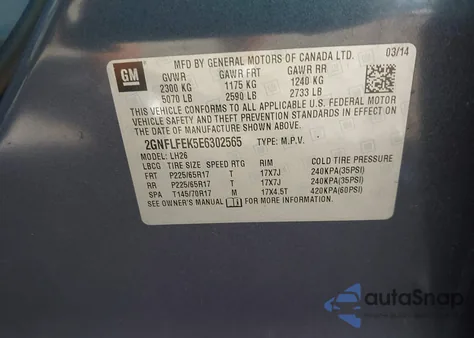 GM
MFD BY GENERAL MOTORS OF CANADA LTD. 03/14
GVWR GAWR FRT GAWR RR
2300 KG 1175 KG 1240 KG
5070 LB 2590 LB 2733 LB
THIS VEHICLE CONFORMS TO ALL APPLICABLE U.S. FEDERAL MOTOR
VEHICLE SAFETY AND THEFT PREVENTION STANDARDS IN EFFECT ON
THE DATE OF MANUFACTURE SHOWN ABOVE.
2GNFLFEK5E6302565 TYPE: M.P.V.
MODEL: LH26
LBCG TIRE SIZE SPEED RTG RIM COLD TIRE PRESSURE
FRT P225/65R17 T 17X7J 240KPA(35PSI)
RR P225/65R17 T 17X7J 240KPA(35PSI)
SPA T145/70R17 M 17X4.5T 420KPA(60PSI)
SEE OWNER'S MANUAL FOR MORE INFORMATION.
autoSnap